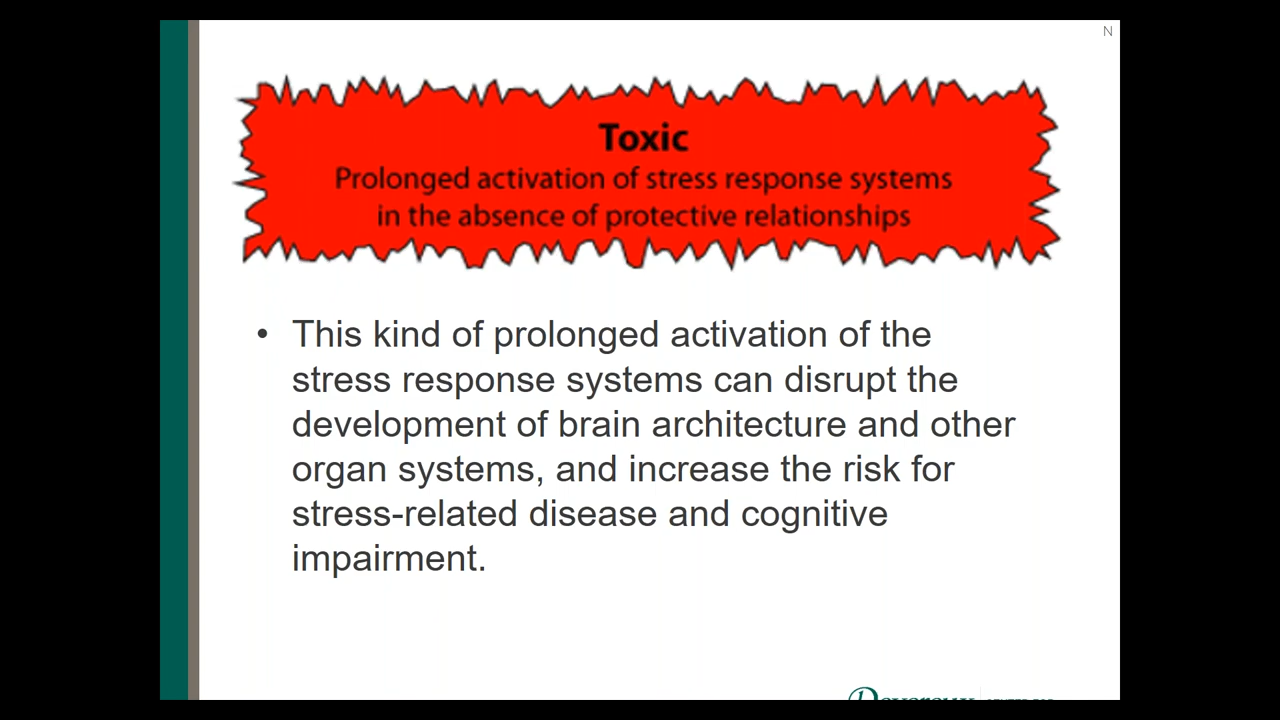 N
Toxic
Prolonged activation of stress response systems
in the absence of protective relationships
• This kind of prolonged activation of the
stress response systems can disrupt the
development of brain architecture and other
organ systems, and increase the risk for
stress-related disease and cognitive
impairment.